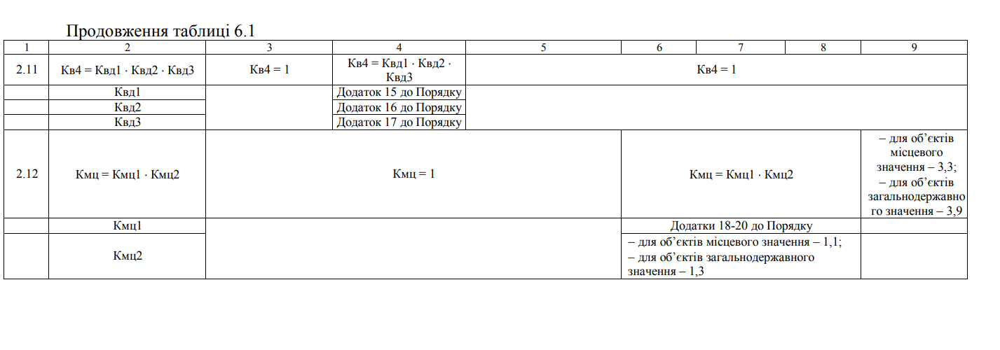 Продовження таблиці 6.1
1 2 3 4 5 6 7 8 9
2.11 Кв4 = Квд1 · Квд2 · Квд3 Кв4 = 1 Кв4 = Квд1 · Квд2 ·
Квд3 Кв4 = 1
Квд1 Додаток 15 до Порядку
Квд2 Додаток 16 до Порядку
Квд3 Додаток 17 до Порядку
2.12 Кмц = Кмц1 · Кмц2 Кмц = 1 Кмц = Кмц1 · Кмц2
– для об’єктів
місцевого
значення – 3,3;
– для об’єктів
загальнодержавно
го значення – 3,9
Кмц1 Додатки 18-20 до Порядку
Кмц2
– для об’єктів місцевого значення – 1,1;
– для об’єктів загальнодержавного
значення – 1,3